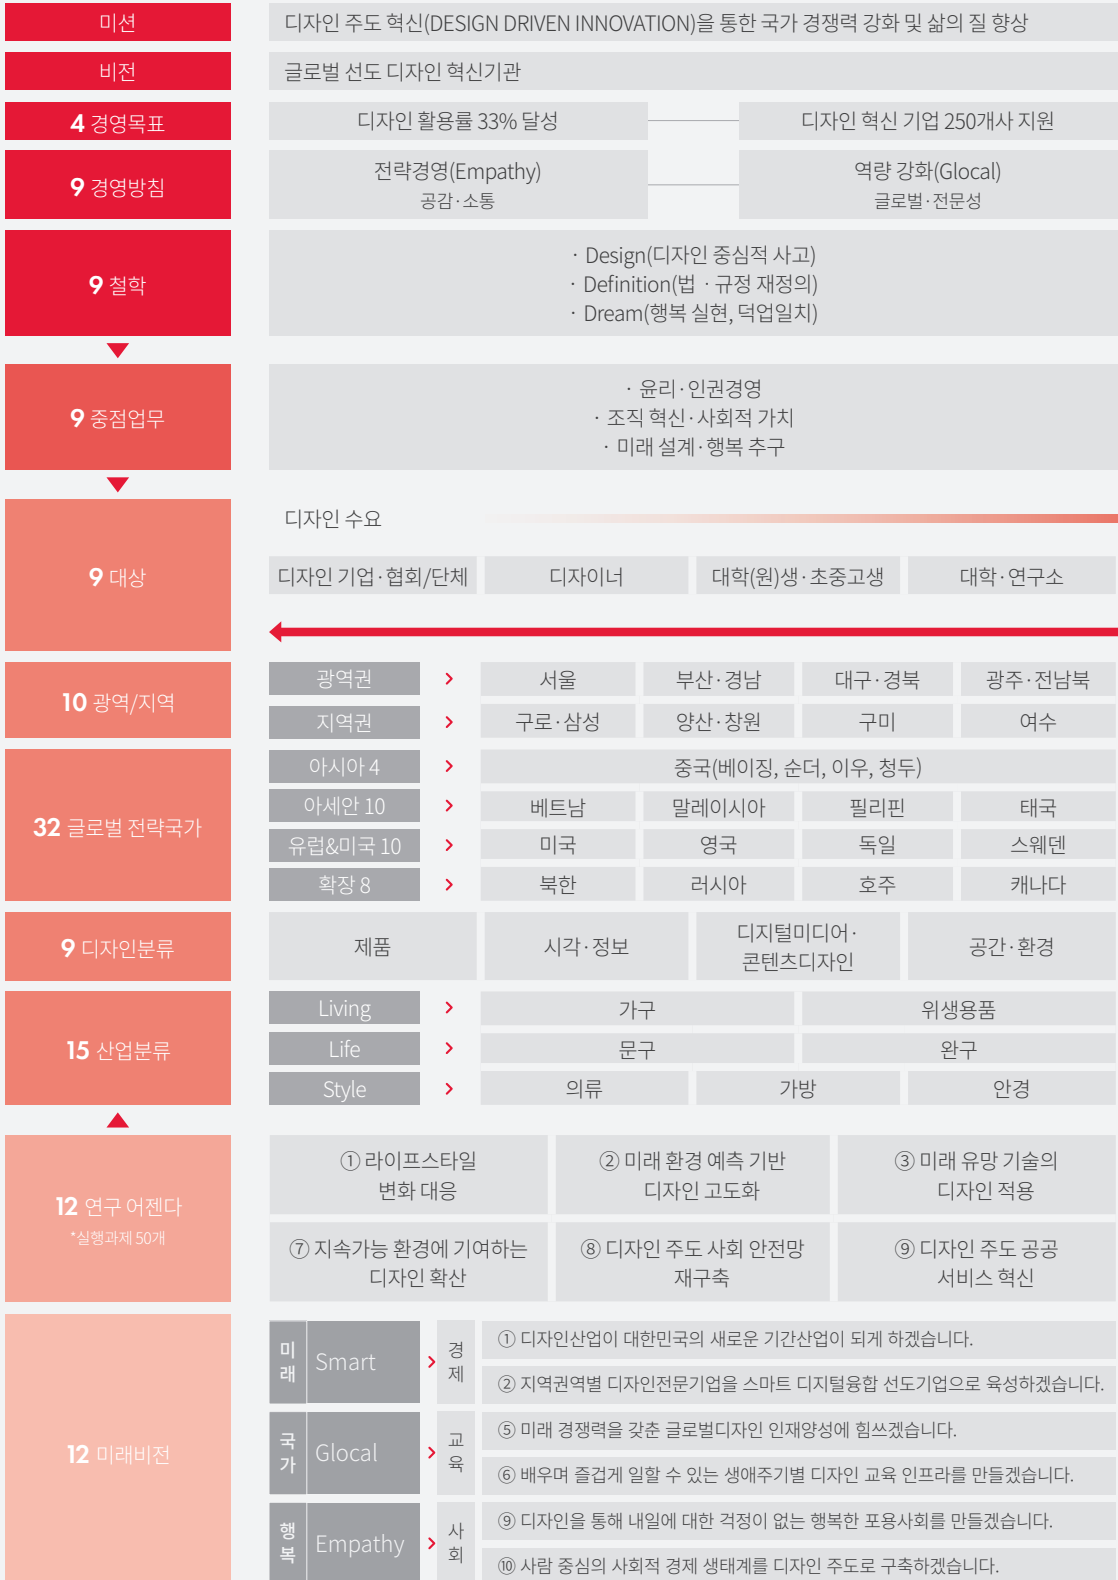 미션
디자인 주도 혁신(DESIGN DRIVEN INNOVATION)을 통한 국가 경쟁력 강화 및 삶의 질 향상
비전
글로벌 선도 디자인 혁신기관
4 경영목표
디자인 활용률 33% 달성
디자인 혁신 기업 250개사 지원
9 경영방침
전략경영(Empathy)
공감·소통
역량 강화(Glocal)
글로벌·전문성
9 철학
· Design(디자인 중심적 사고)
· Definition(법 · 규정 재정의)
· Dream(행복 실현, 덕업일치)
9 중점업무
· 윤리·인권경영
· 조직 혁신·사회적 가치
· 미래 설계·행복 추구
9 대상
디자인 수요
디자인 기업·협회/단체
디자이너
대학(원)생·초중고생
대학·연구소
10 광역/지역
광역권
서울
부산·경남
대구·경북
광주·전남북
지역권
구로·삼성
양산·창원
구미
여수
32 글로벌 전략국가
아시아 4
중국(베이징, 순더, 이우, 청두)
아세안 10
베트남
말레이시아
필리핀
태국
유럽&미국 10
미국
영국
독일
스웨덴
확장 8
북한
러시아
호주
캐나다
9 디자인분류
제품
시각·정보
디지털미디어·
콘텐츠디자인
공간·환경
15 산업분류
Living
가구
위생용품
Life
문구
완구
Style
의류
가방
안경
12 연구 어젠다
*실행과제 50개
① 라이프스타일
변화 대응
② 미래 환경 예측 기반
디자인 고도화
③ 미래 유망 기술의
디자인 적용
⑦ 지속가능 환경에 기여하는
디자인 확산
⑧ 디자인 주도 사회 안전망
재구축
⑨ 디자인 주도 공공
서비스 혁신
12 미래비전
미래
Smart
경제
① 디자인산업이 대한민국의 새로운 기간산업이 되게 하겠습니다.
② 지역권역별 디자인전문기업을 스마트 디지털융합 선도기업으로 육성하겠습니다.
국가
Glocal
교육
⑤ 미래 경쟁력을 갖춘 글로벌디자인 인재양성에 힘쓰겠습니다.
⑥ 배우며 즐겁게 일할 수 있는 생애주기별 디자인 교육 인프라를 만들겠습니다.
행복
Empathy
사회
⑨ 디자인을 통해 내일에 대한 걱정이 없는 행복한 포용사회를 만들겠습니다.
⑩ 사람 중심의 사회적 경제 생태계를 디자인 주도로 구축하겠습니다.